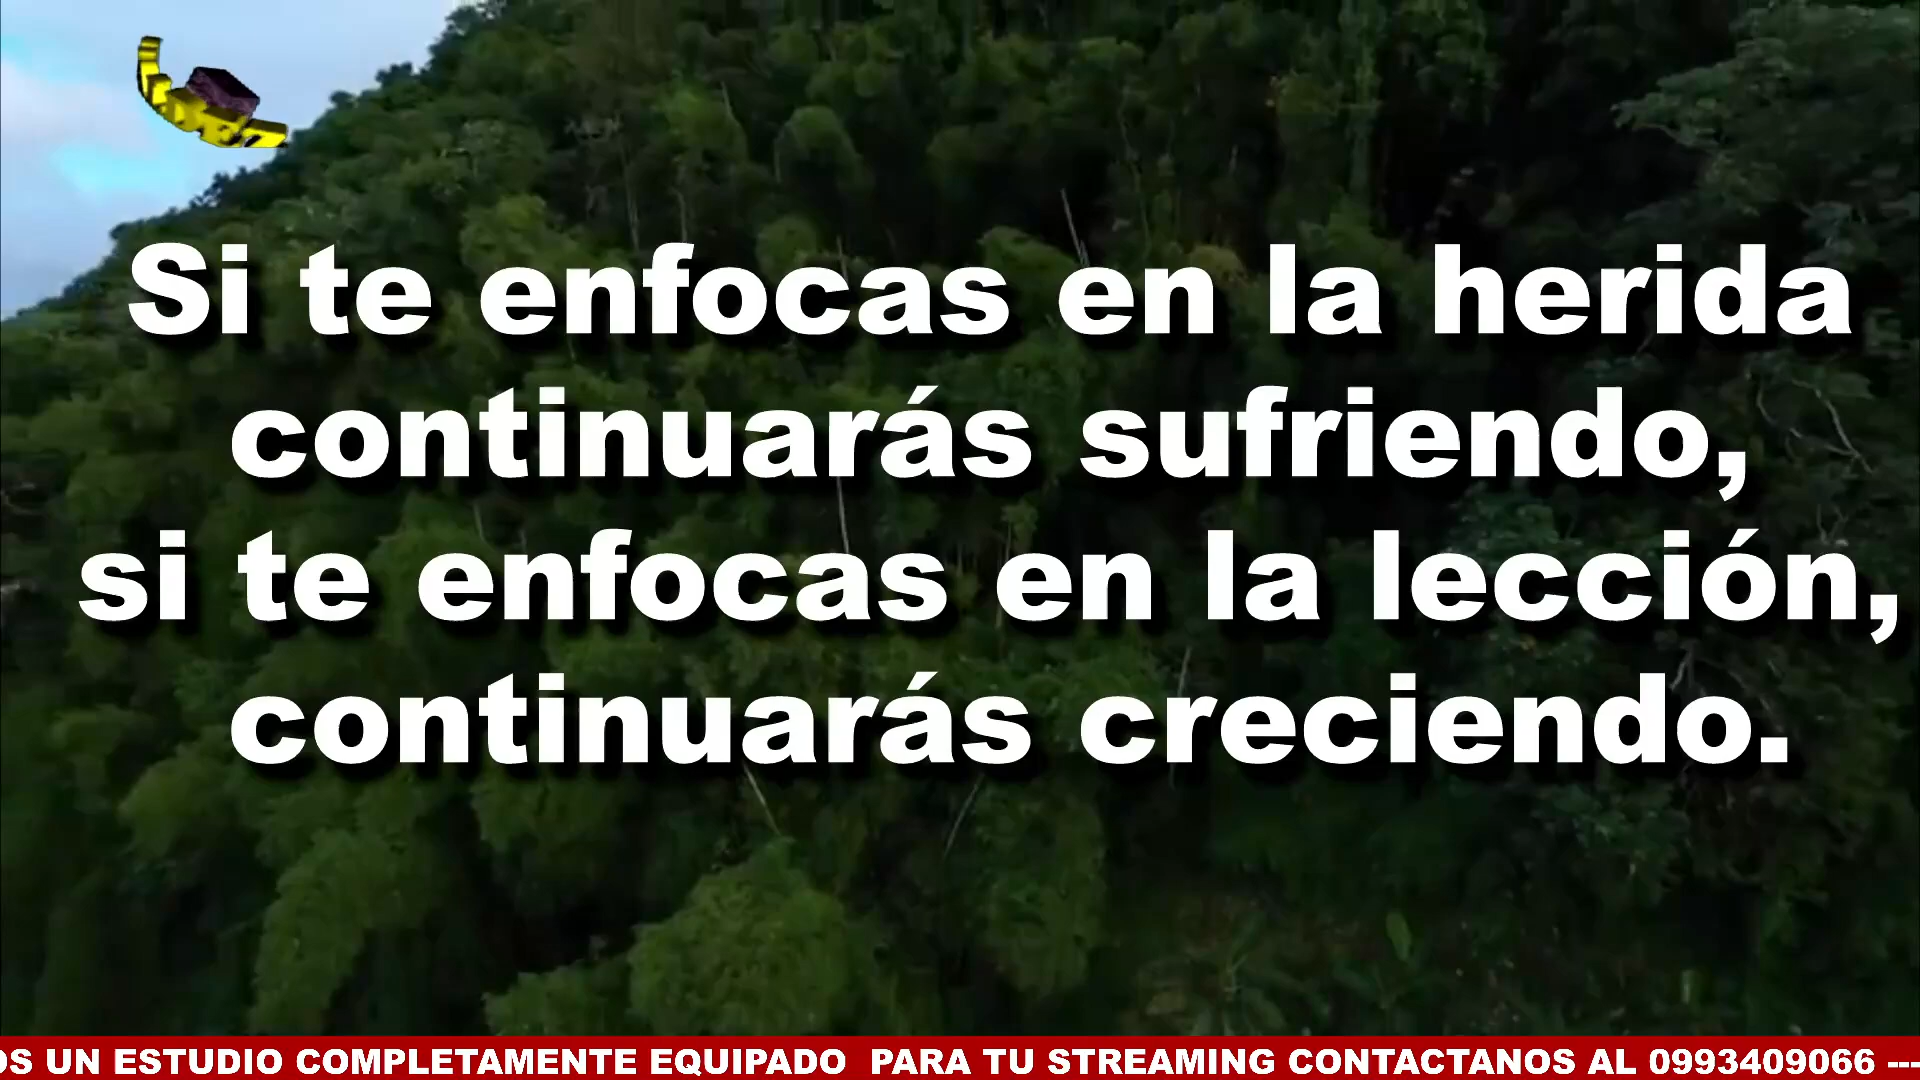 Si te enfocas en la herida
continuarás sufriendo,
si te enfocas en la lección,
continuarás creciendo.
OS UN ESTUDIO COMPLETAMENTE EQUIPADO  PARA TU STREAMING CONTACTANOS AL 0993409066 ---